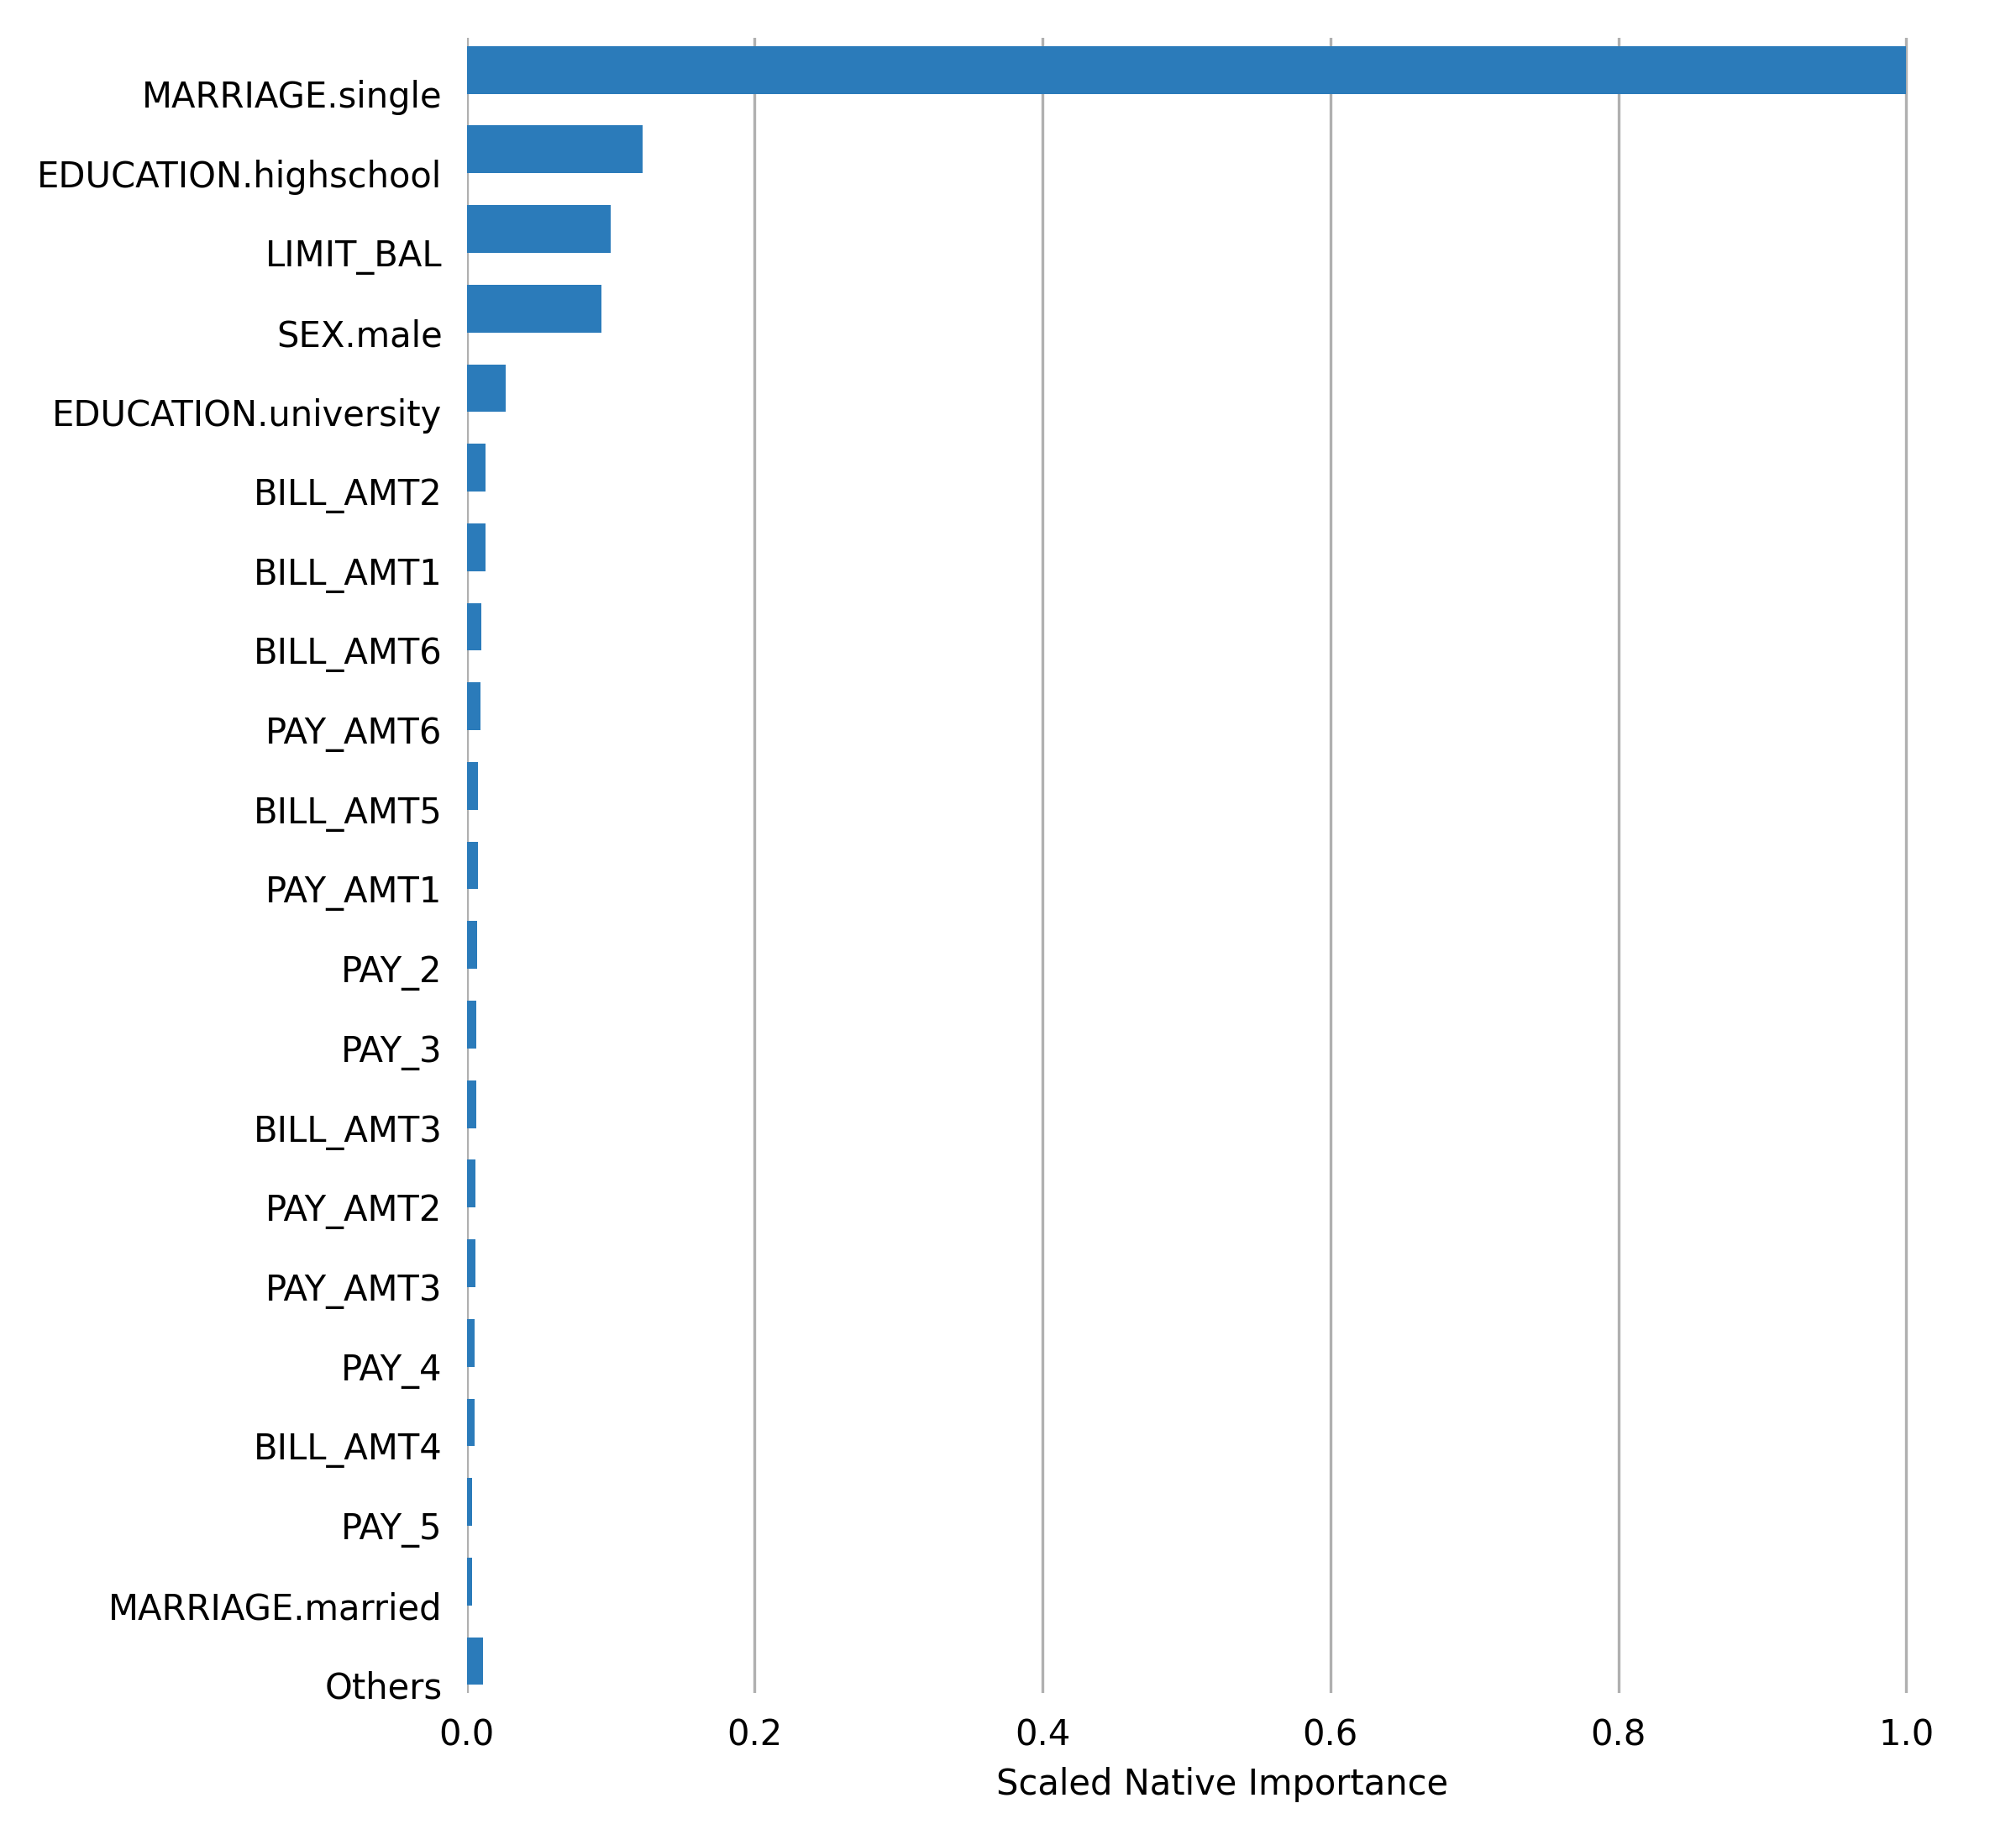 MARRIAGE.single
EDUCATION.highschool
LIMIT_BAL
SEX.male
EDUCATION.university
BILL_AMT2
BILL_AMT1
BILL_AMT6
PAY_AMT6
BILL_AMT5
PAY_AMT1
PAY_2
PAY_3
BILL_AMT3
PAY_AMT2
PAY_AMT3
PAY_4
BILL_AMT4
PAY_5
MARRIAGE.married
Others
0.0 0.2 0.4 0.6 0.8 1.0
Scaled Native Importance